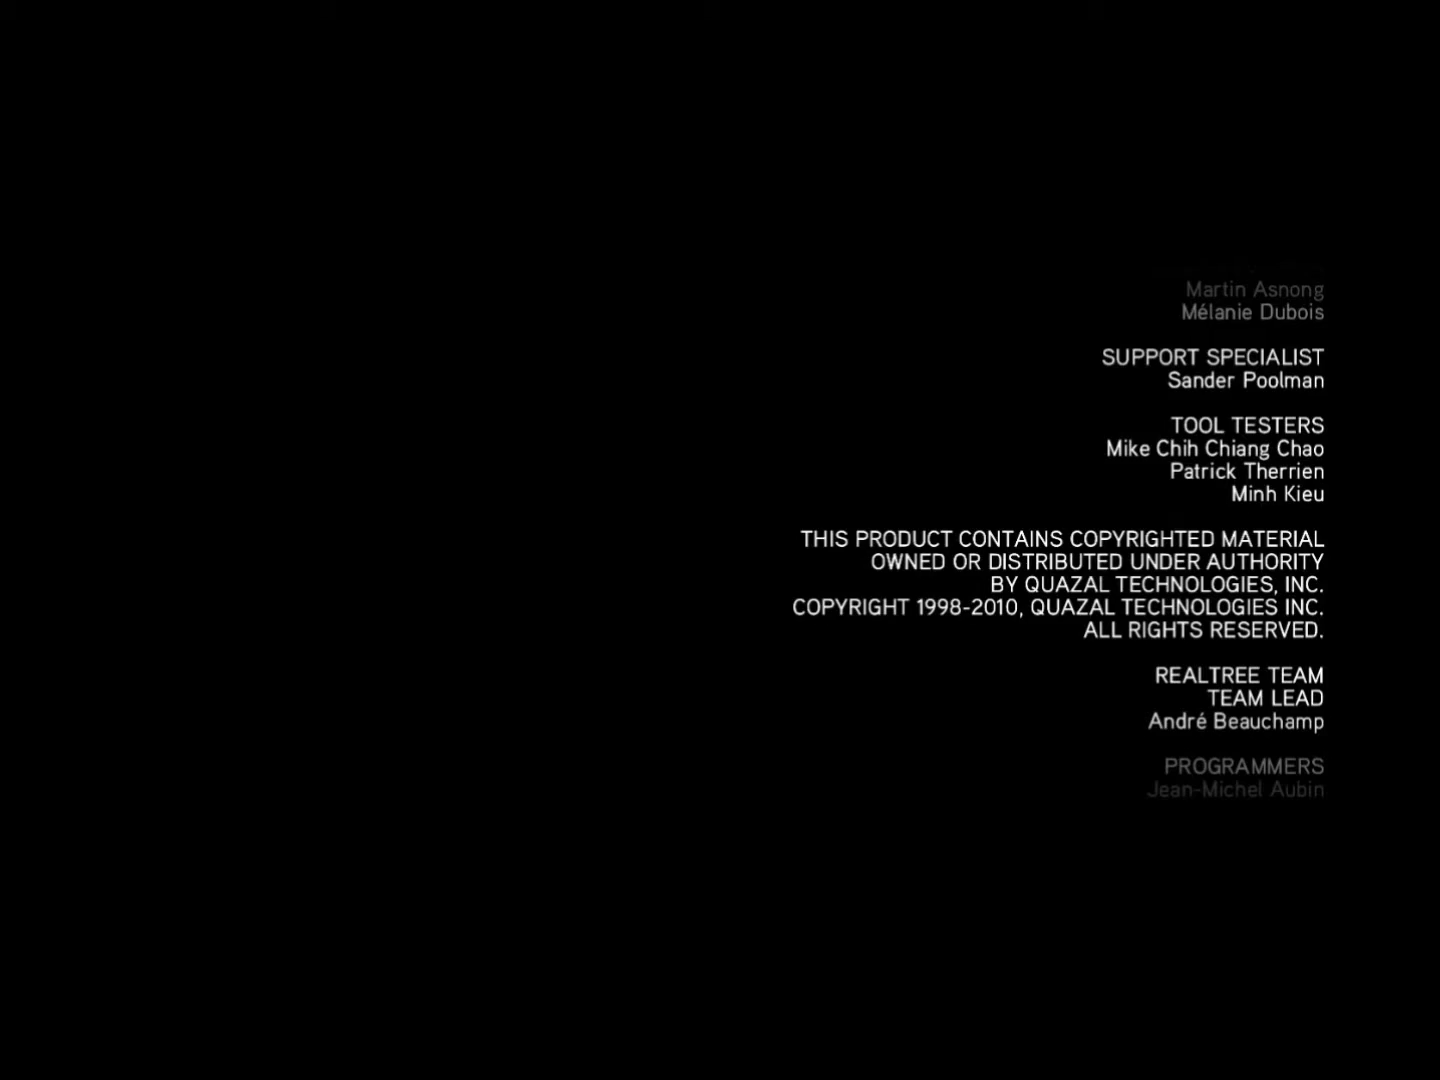 Martin Asnong
Mélanie Dubois
SUPPORT SPECIALIST
Sander Poolman
TOOL TESTERS
Mike Chih Chiang Chao
Patrick Therrien
Minh Kieu
THIS PRODUCT CONTAINS COPYRIGHTED MATERIAL
OWNED OR DISTRIBUTED UNDER AUTHORITY
BY QUAZAL TECHNOLOGIES, INC.
COPYRIGHT 1998-2010, QUAZAL TECHNOLOGIES INC.
ALL RIGHTS RESERVED.
REALTREE TEAM
TEAM LEAD
André Beauchamp
PROGRAMMERS
Jean-Michel Aubin